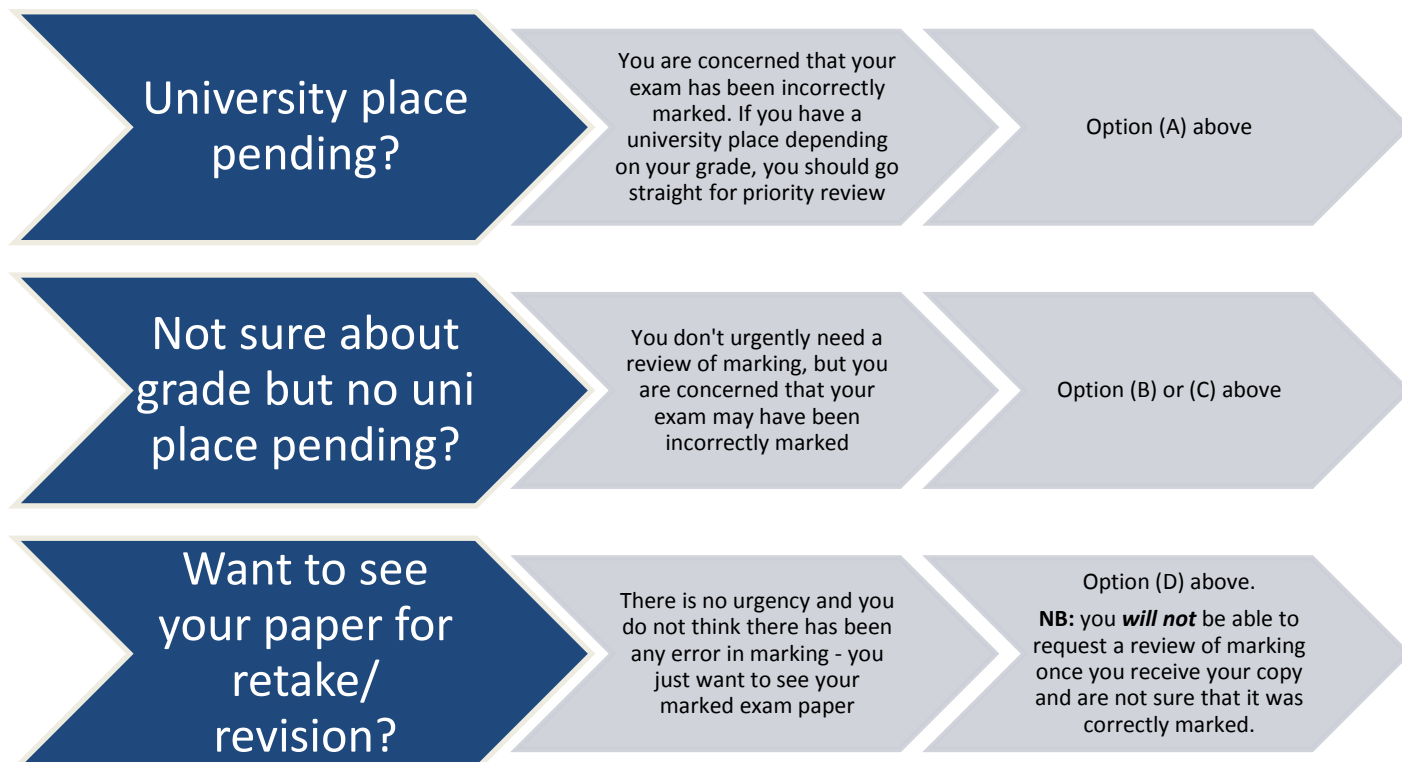 University place
pending?
You are concerned that your
exam has been incorrectly
marked. If you have a
university place depending
on your grade, you should go
straight for priority review
Option (A) above
Not sure about
grade but no uni
place pending?
You don't urgently need a
review of marking, but you
are concerned that your
exam may have been
incorrectly marked
Option (B) or (C) above
Want to see
your paper for
retake/
revision?
There is no urgency and you
do not think there has been
any error in marking - you
just want to see your
marked exam paper
Option (D) above.
NB: you will not be able to
request a review of marking
once you receive your copy
and are not sure that it was
correctly marked.